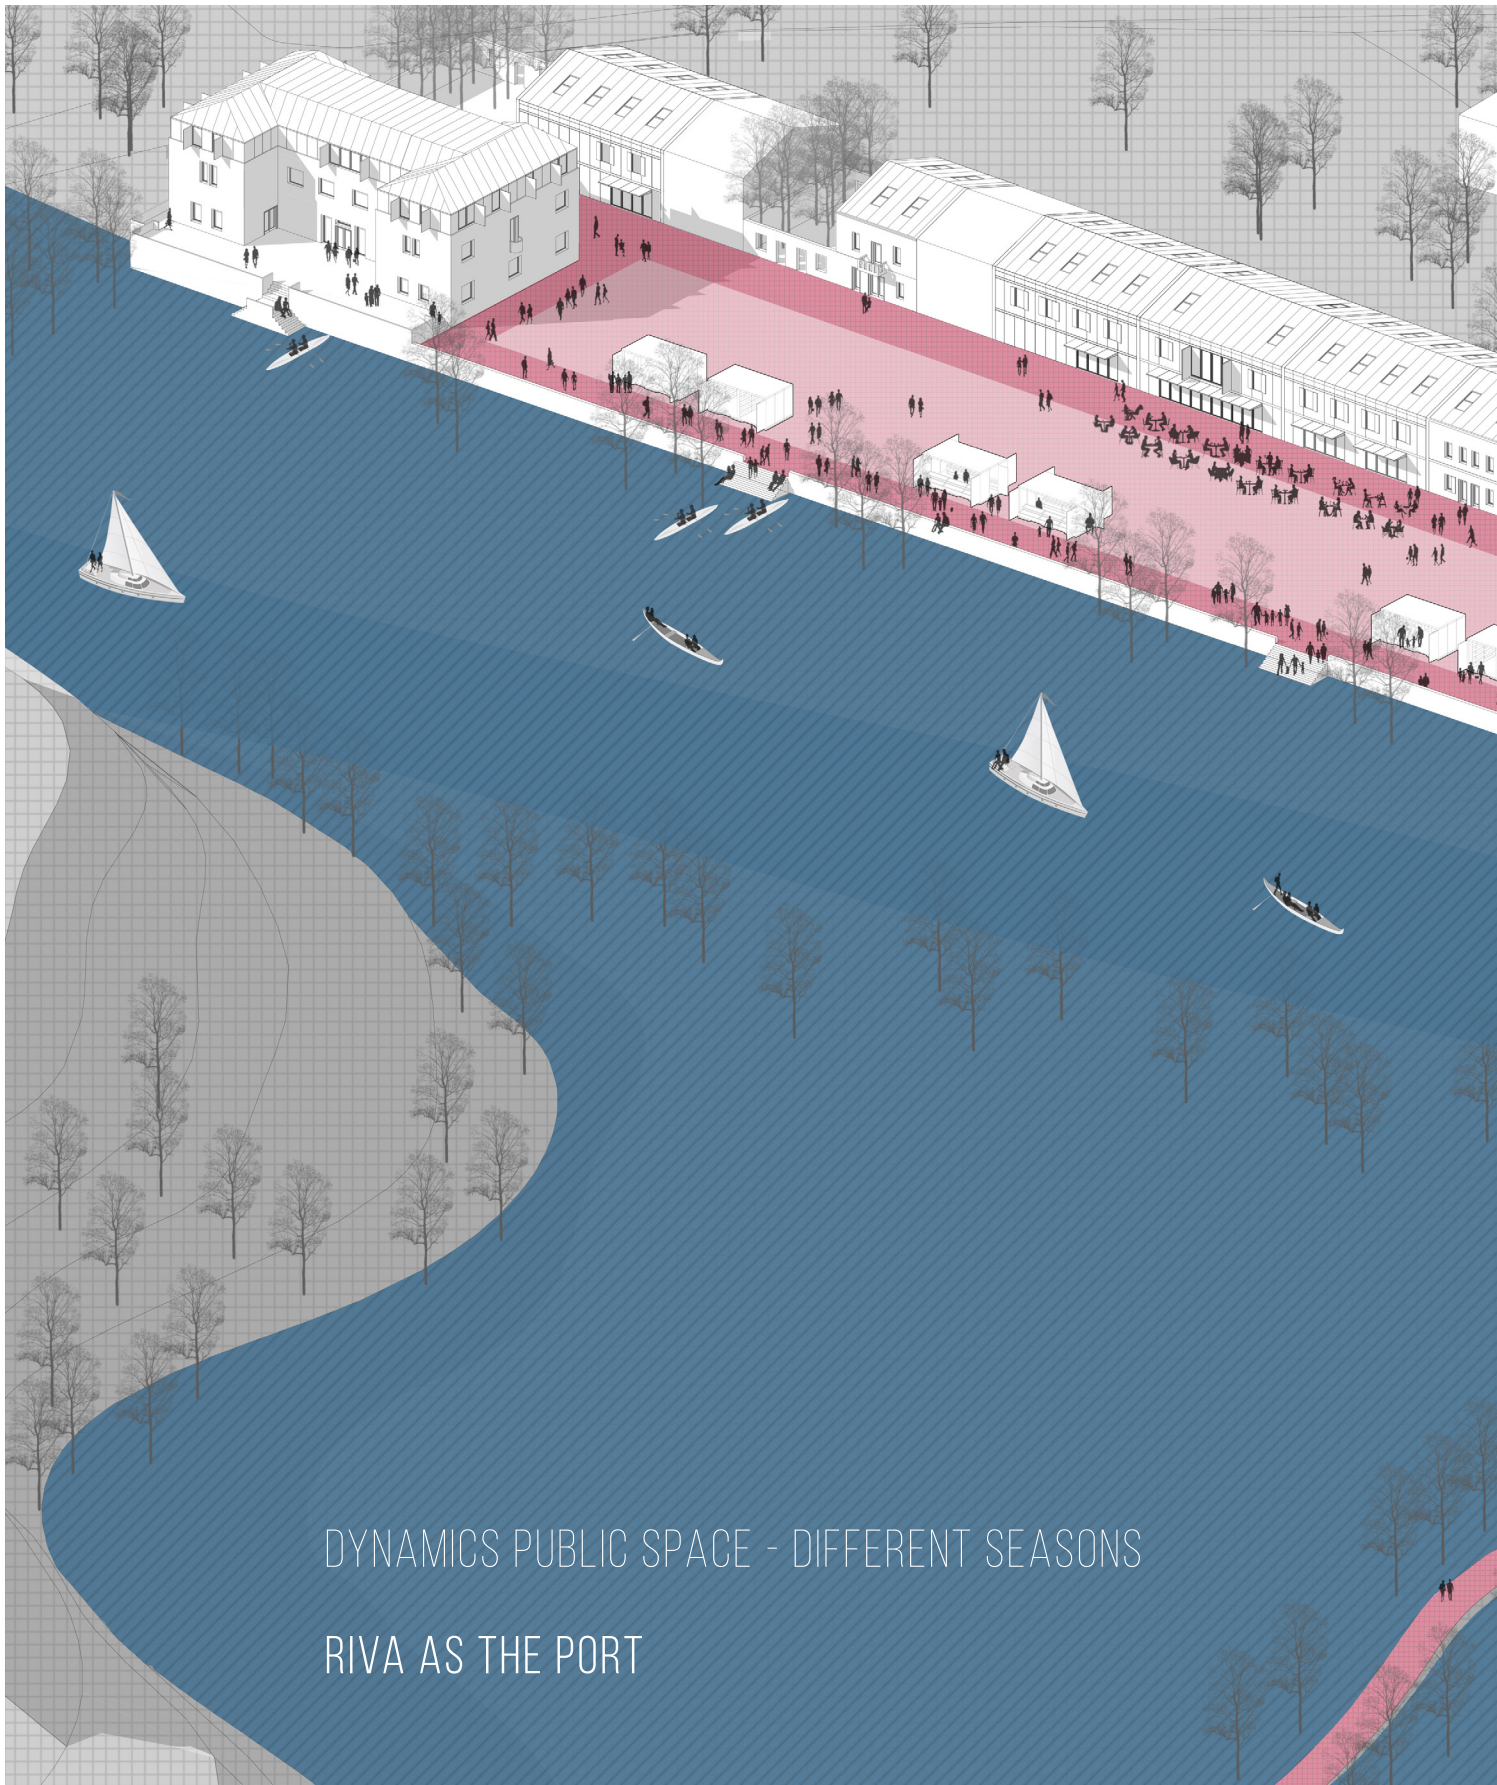 DYNAMICS PUBLIC SPACE - DIFFERENT SEASONS
RIVA AS THE PORT